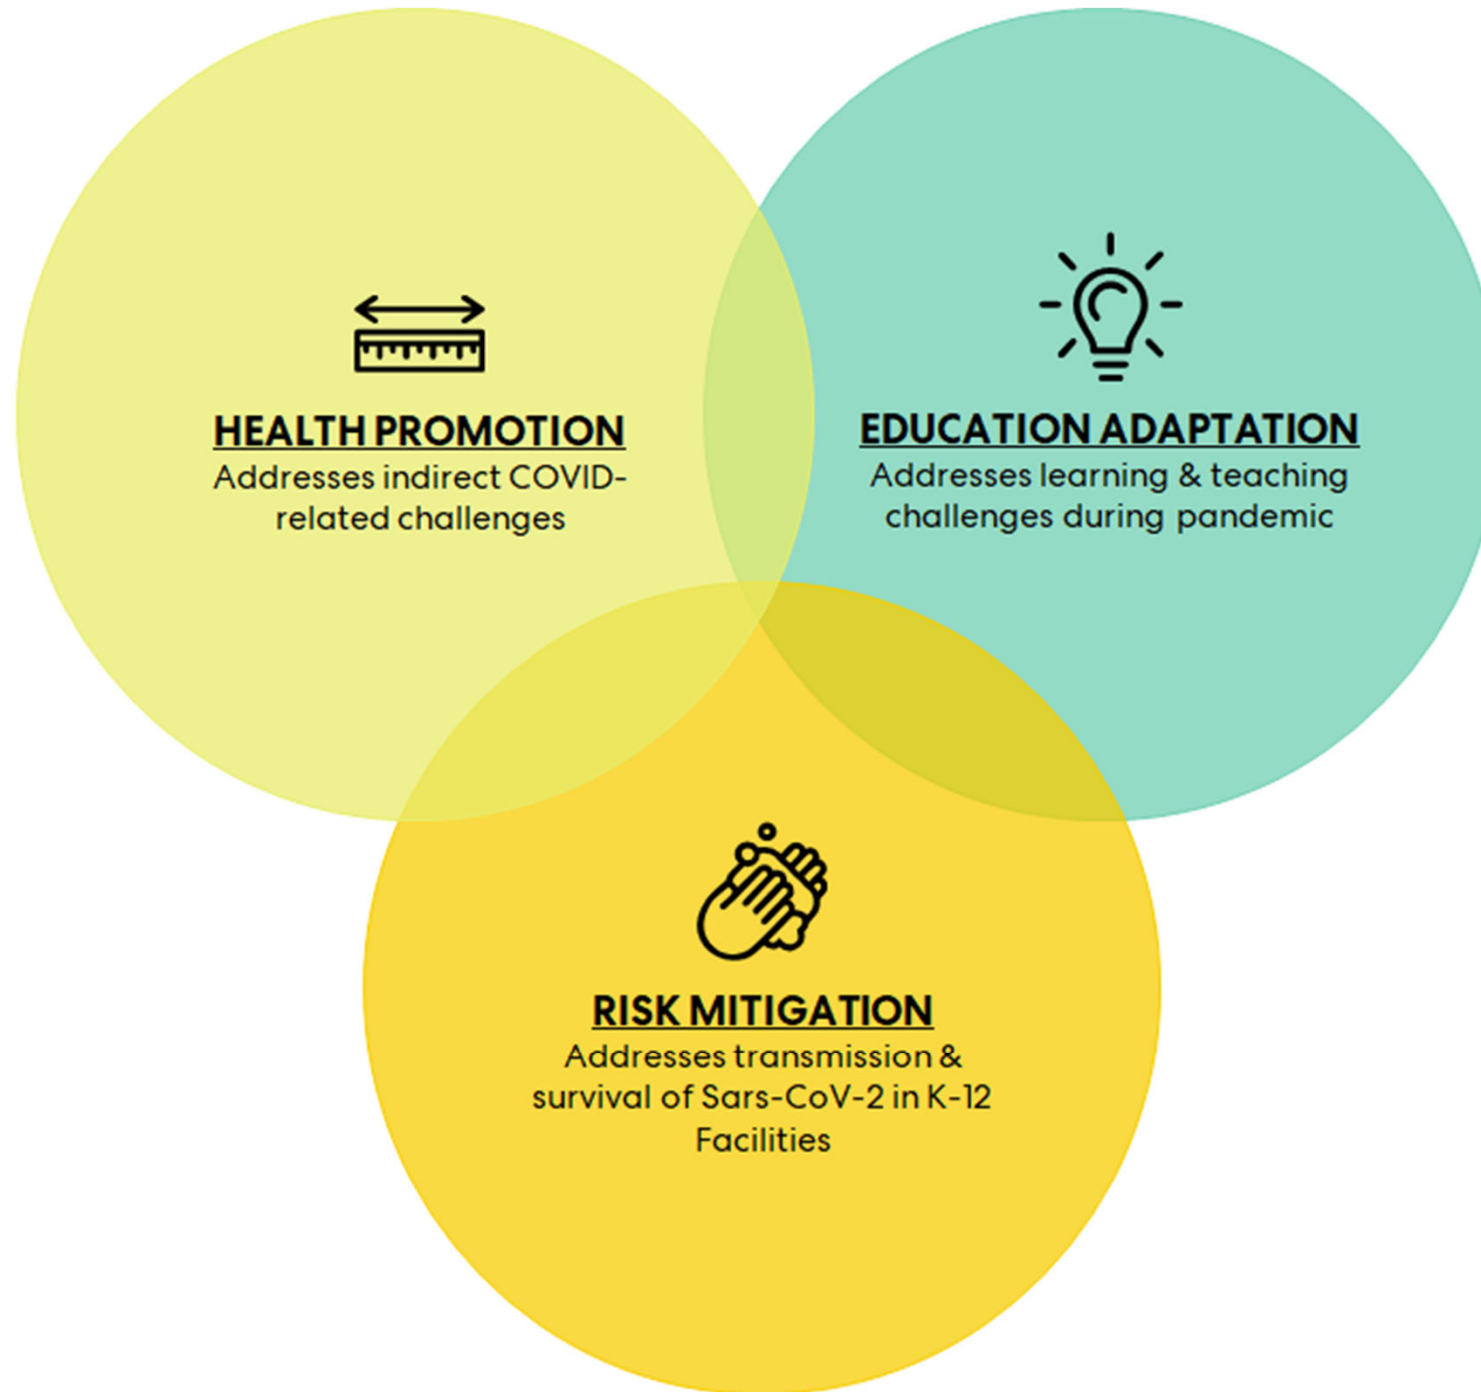 HEALTH PROMOTION
Addresses indirect COVID-
related challenges
EDUCATION ADAPTATION
Addresses learning & teaching
challenges during pandemic
RISK MITIGATION
Addresses transmission &
survival of Sars-CoV-2 in K-12
Facilities